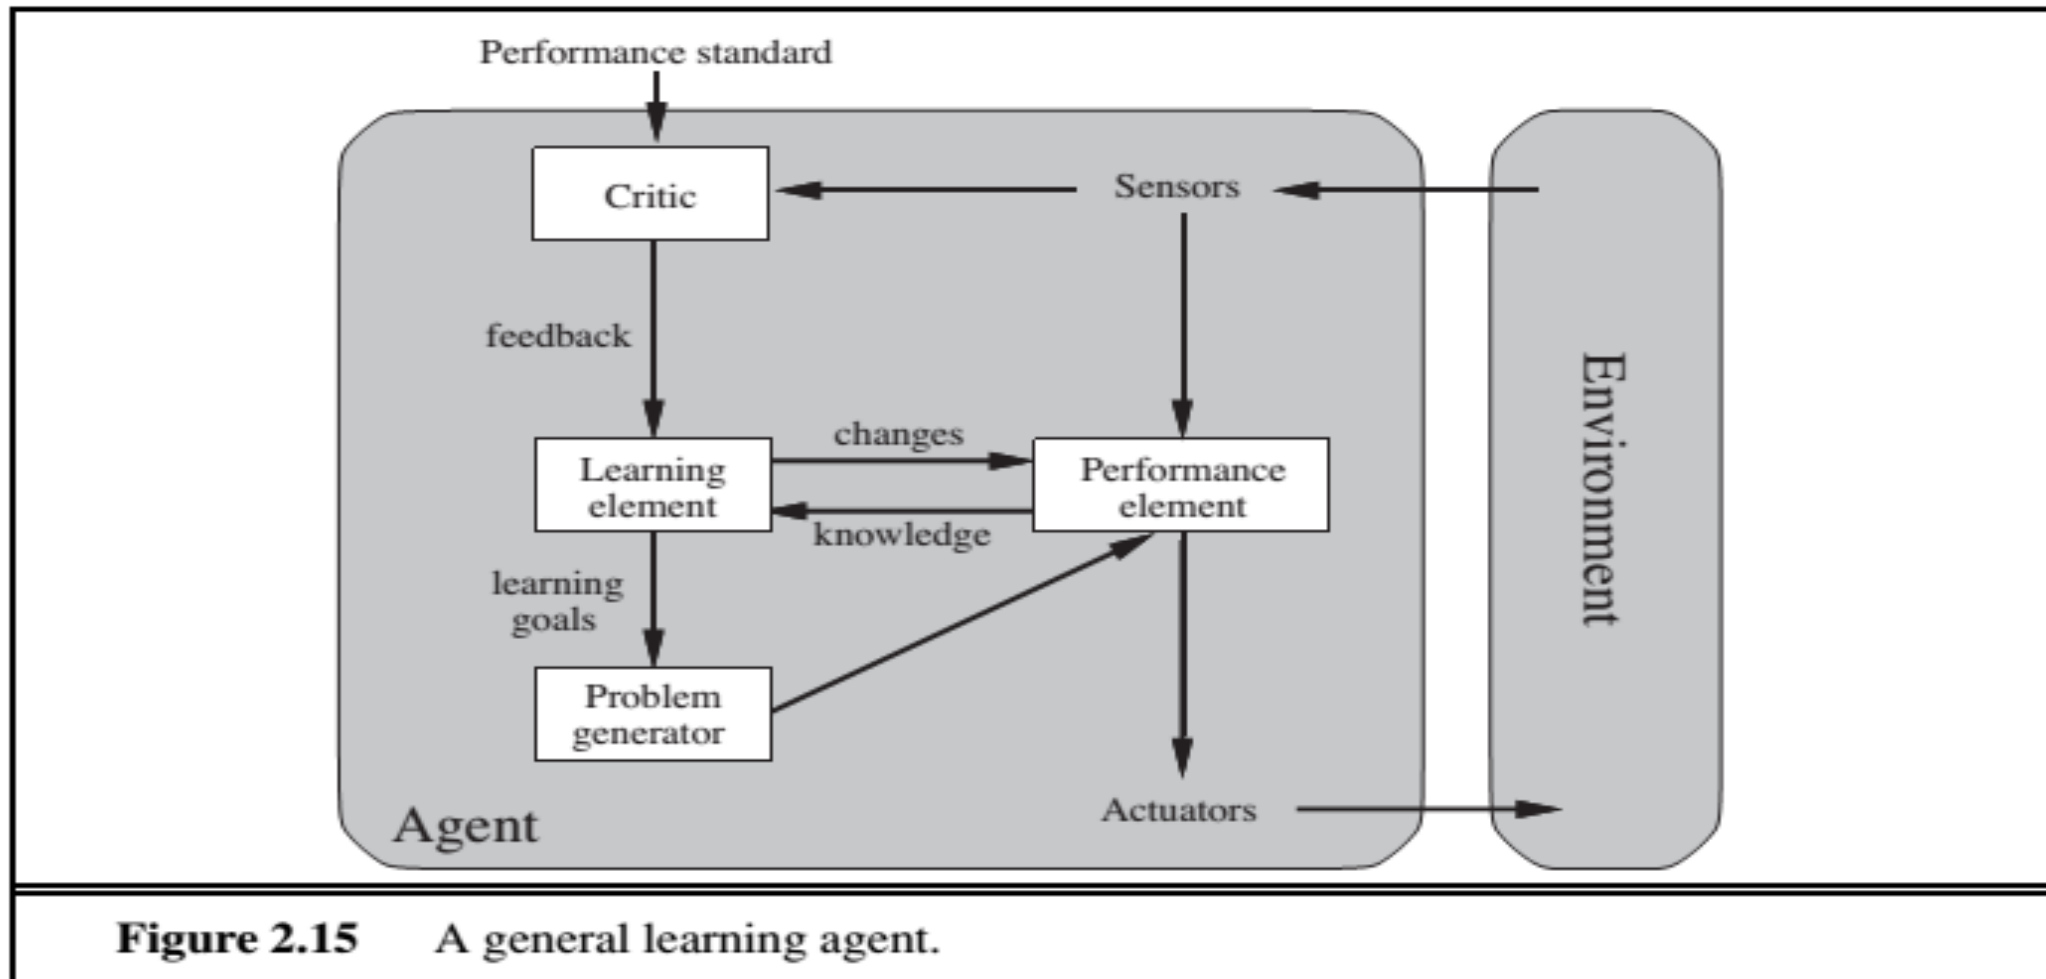 Performance standard
Critic
Sensors
feedback
changes
Learning
element
Performance
element
knowledge
learning
goals
Problem
generator
Environment
Agent
Actuators
Figure 2.15 A general learning agent.